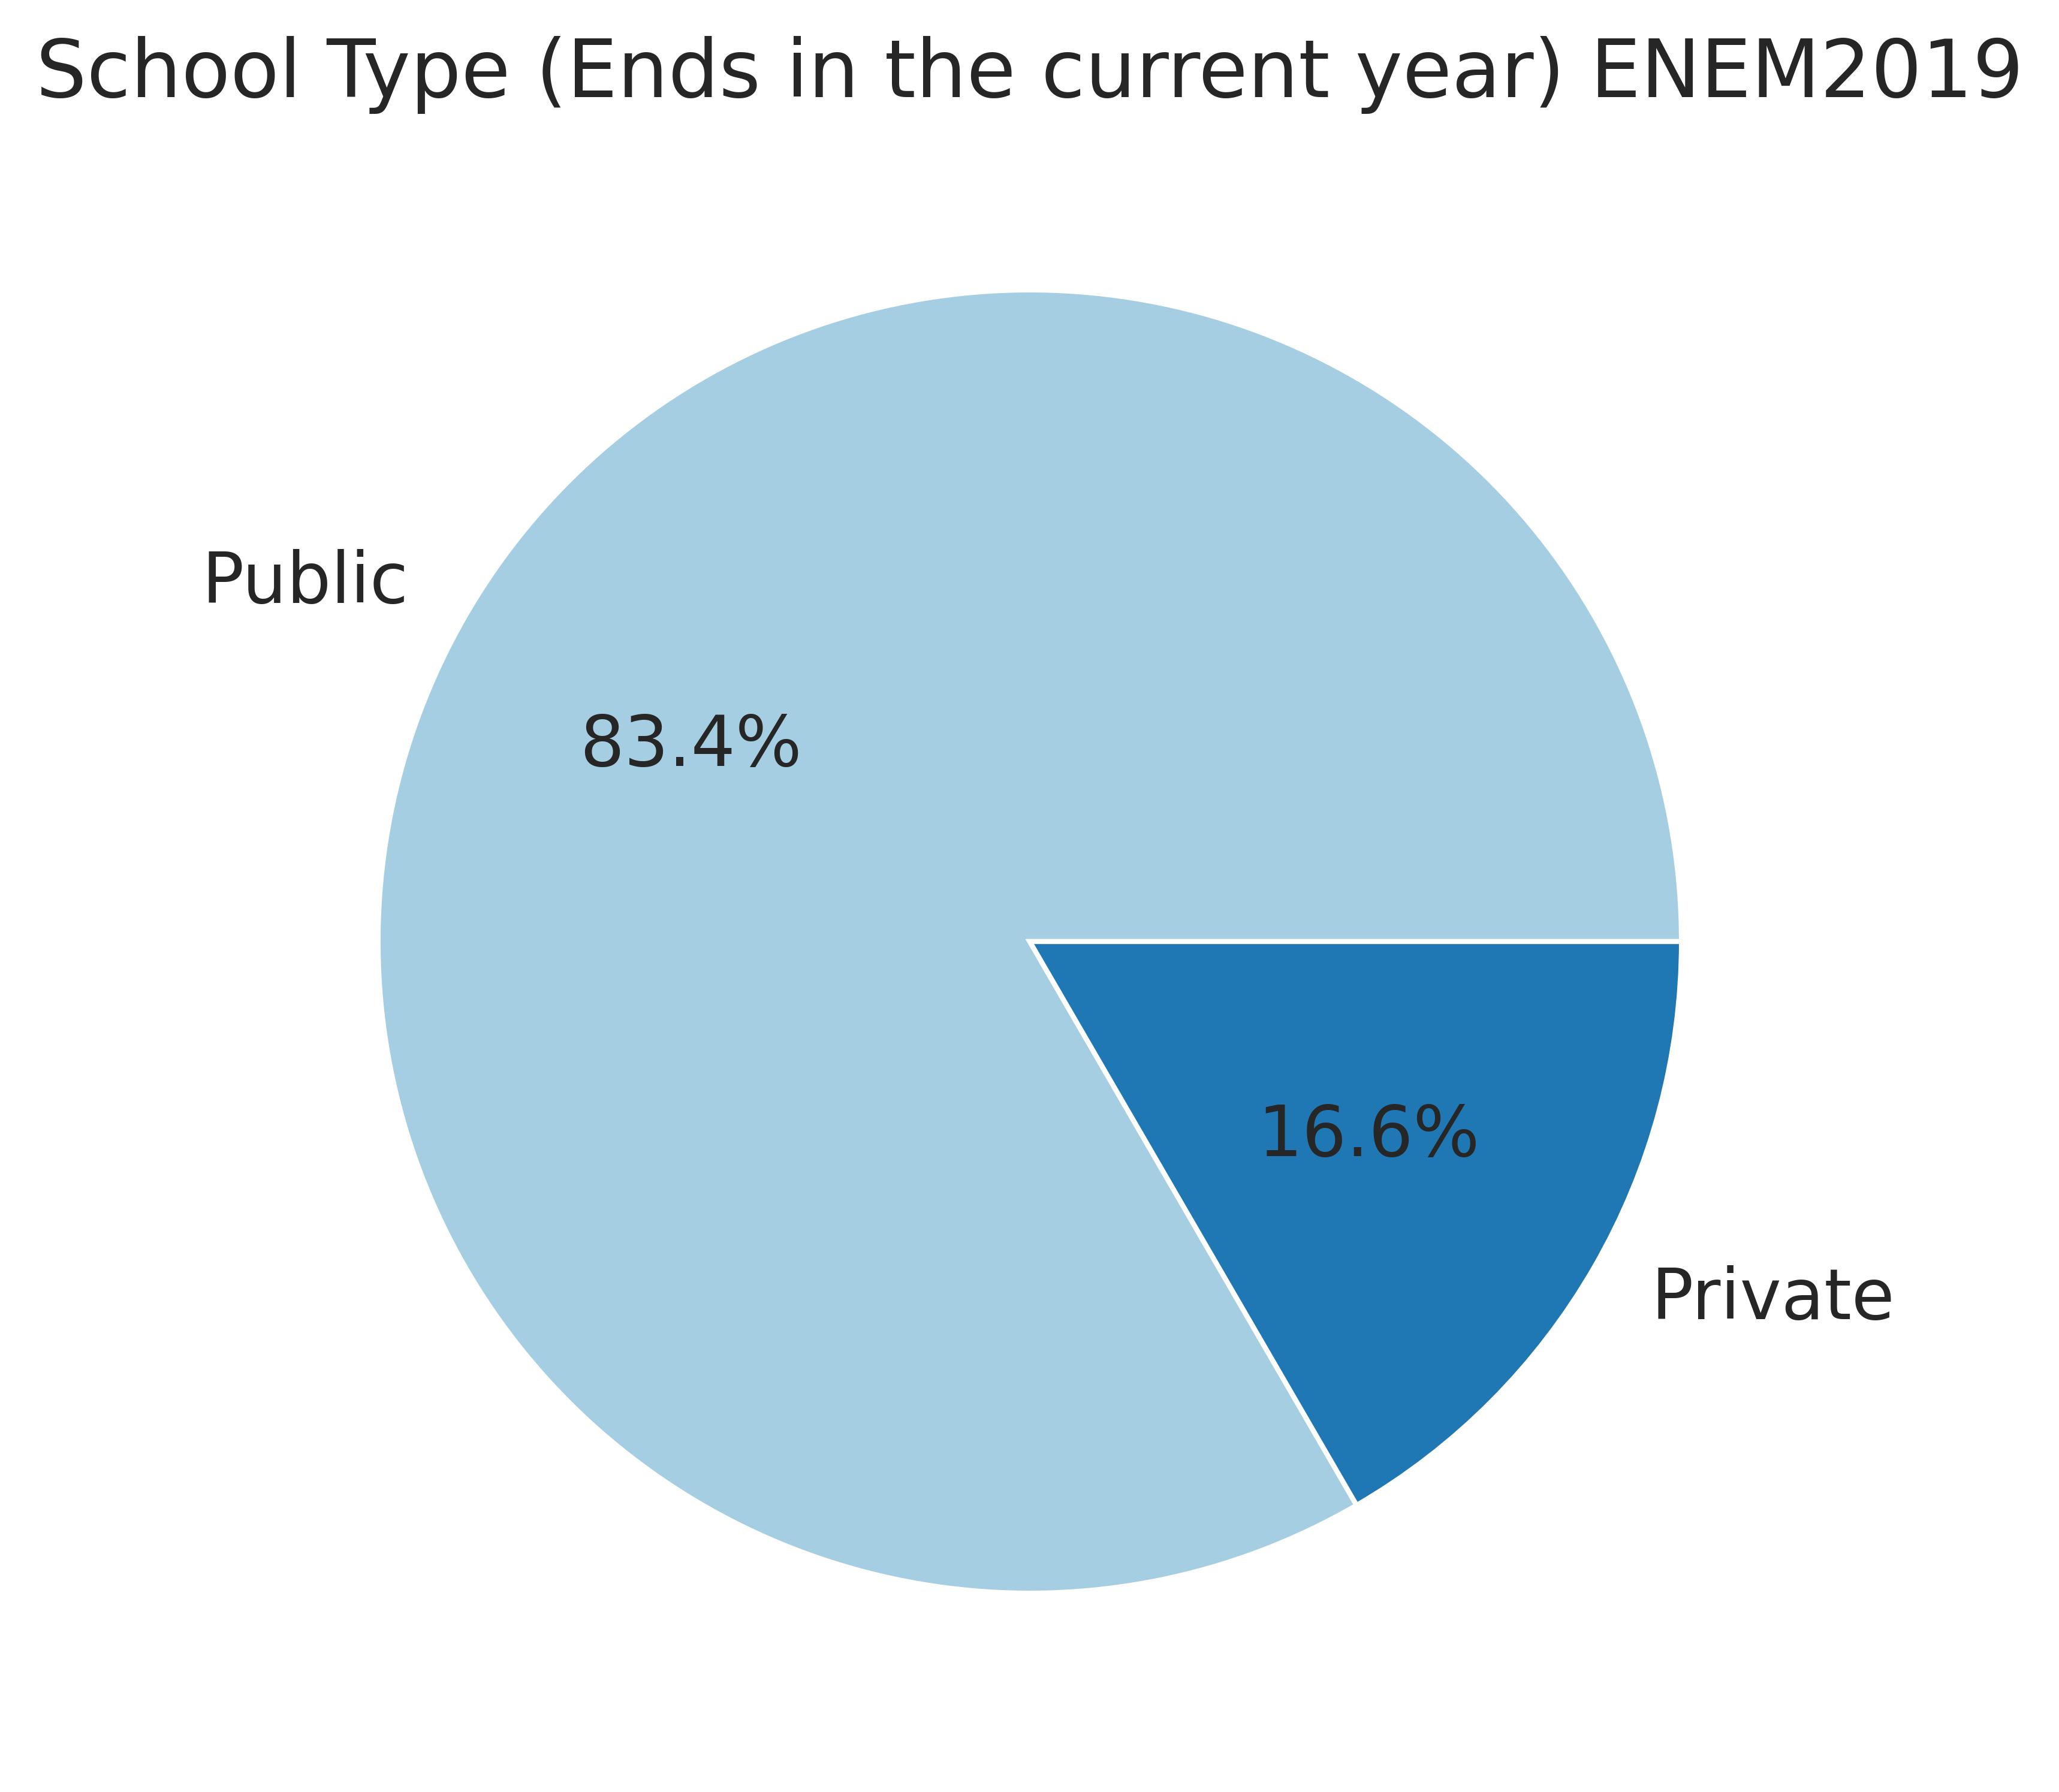 School Type (Ends in the current year) ENEM2019
Public
83.4%
16.6%
Private